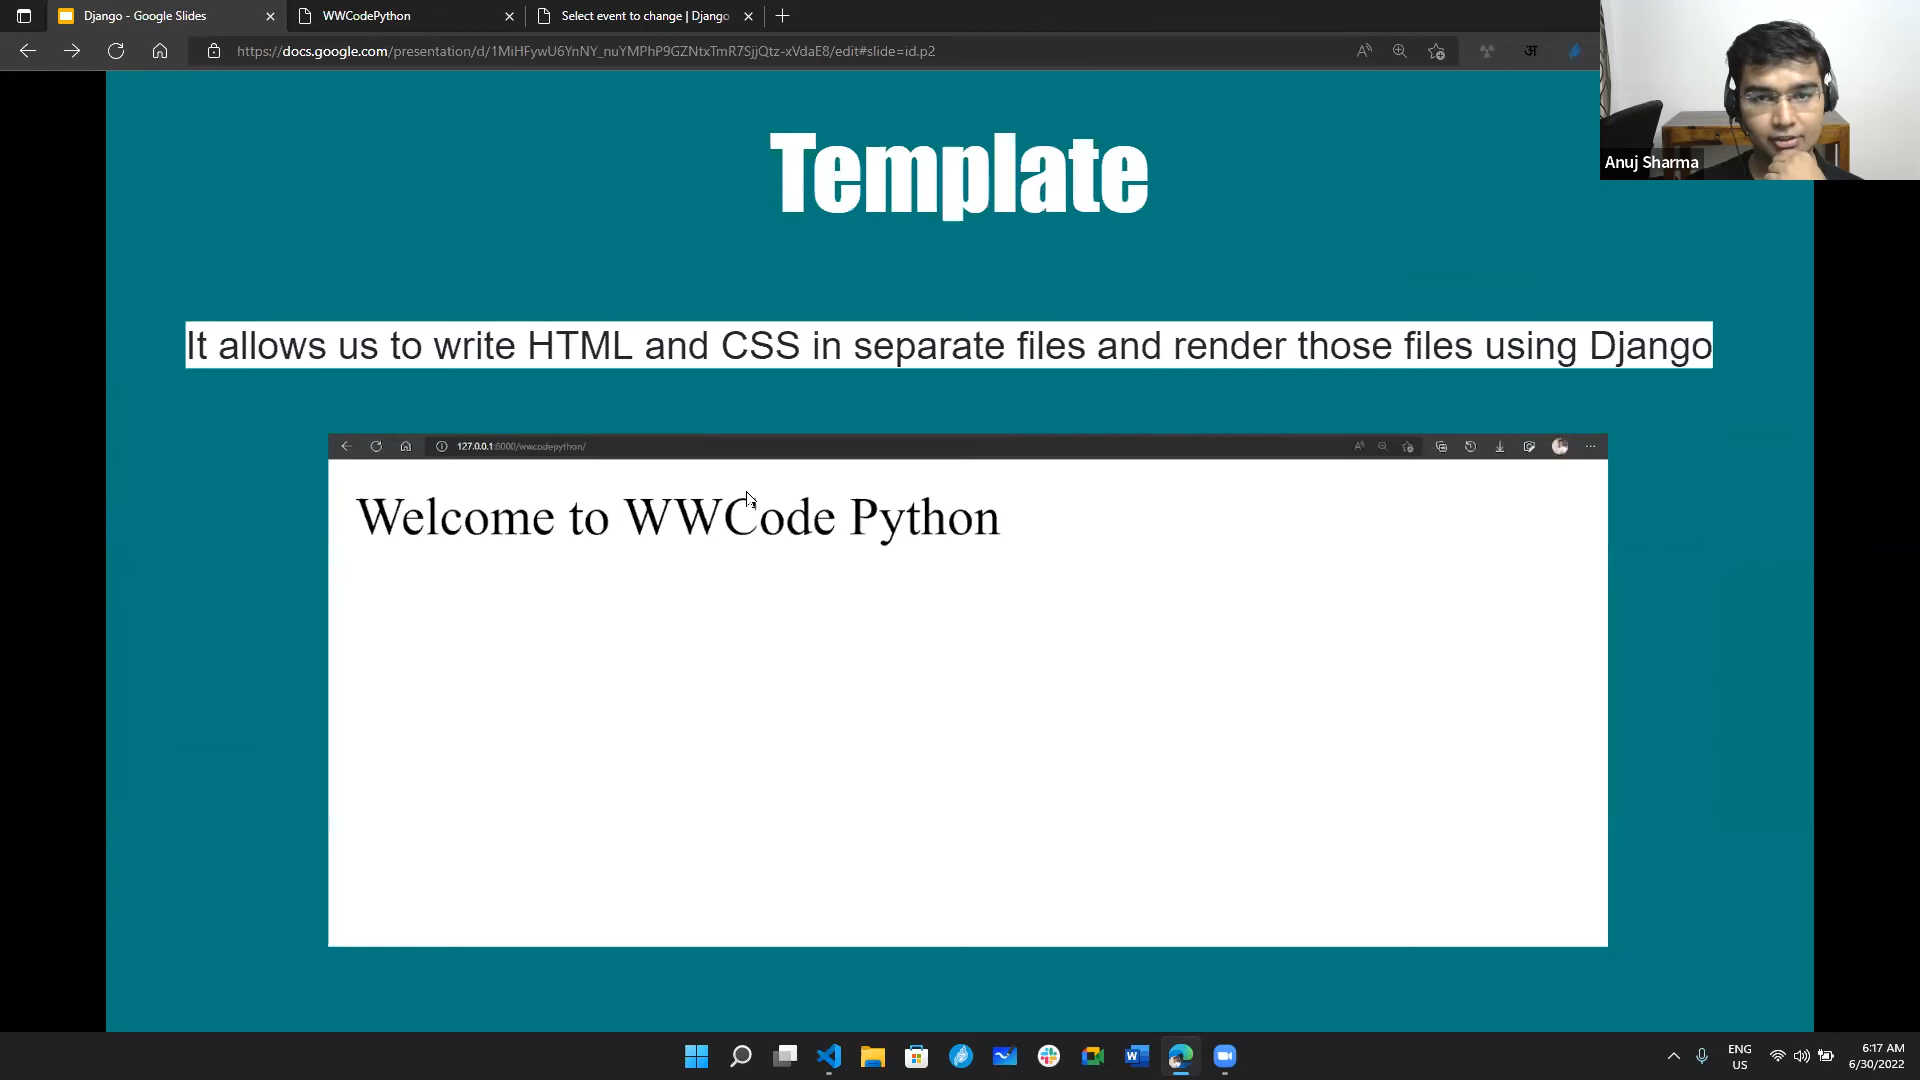 Django - Google Slides
WWCodePython
Select event to change | Django
https://docs.google.com/presentation/d/1MiHFywU6YnNY_nuYMPhP9GZNtxTmR7SjjQtz-xVdaE8/edit#slide=id.p2
अ
Anuj Sharma
Template
It allows us to write HTML and CSS in separate files and render those files using Django
127.0.0.1:8000/wwcodepython/
Welcome to WWCode Python
ENG
US
6:17 AM
6/30/2022